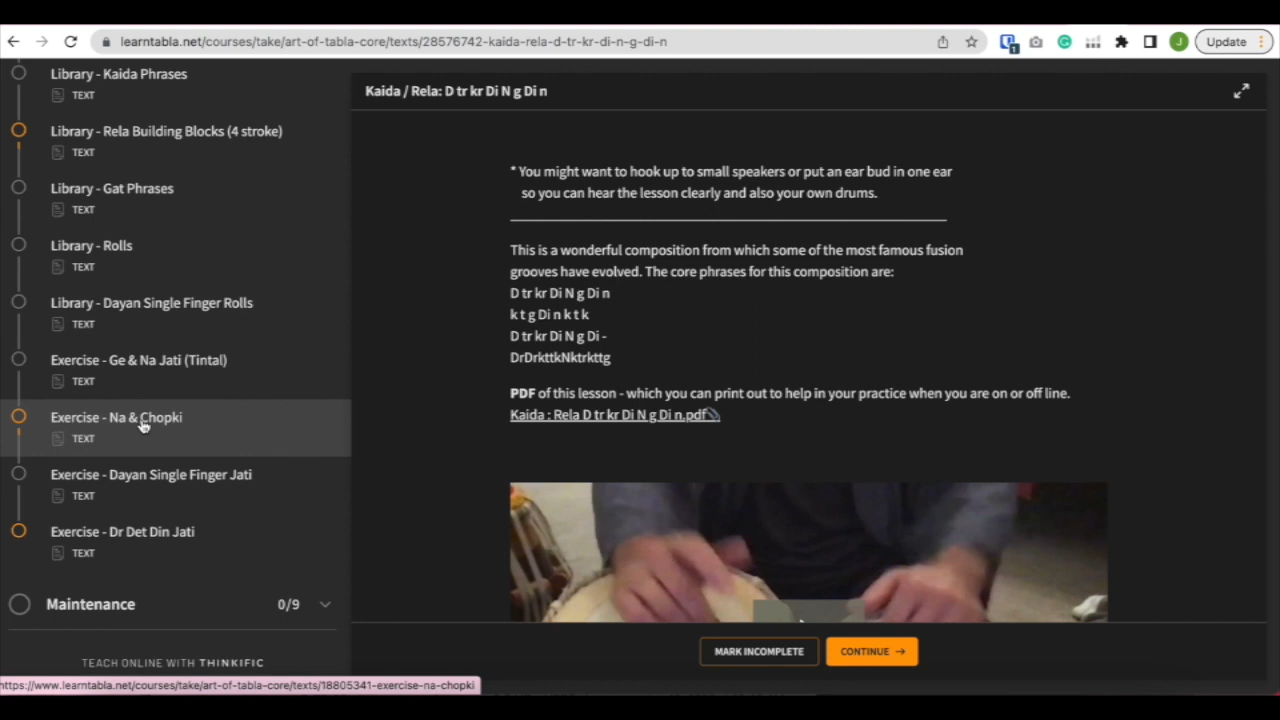 learntabla.net/courses/take/art-of-tabla-core/texts/28576742-kaida-rela-d-tr-kr-di-n-g-di-n
1
J
Update
Library - Kaida Phrases
TEXT
Library - Rela Building Blocks (4 stroke)
TEXT
Library - Gat Phrases
TEXT
Library - Rolls
TEXT
Library - Dayan Single Finger Rolls
TEXT
Exercise - Ge & Na Jati (Tintal)
TEXT
Exercise - Na & Chopki
TEXT
Exercise - Dayan Single Finger Jati
TEXT
Exercise - Dr Det Din Jati
TEXT
Maintenance 0/9
TEACH ONLINE WITH THINKIFIC
https://www.learntabla.net/courses/take/art-of-tabla-core/texts/18805341-exercise-na-chopki
Kaida / Rela: D tr kr Di N g Di n
* You might want to hook up to small speakers or put an ear bud in one ear
so you can hear the lesson clearly and also your own drums.
This is a wonderful composition from which some of the most famous fusion
grooves have evolved. The core phrases for this composition are:
D tr kr Di N g Di n
k t g Di n k t k
D tr kr Di N g Di -
DrDrkttkNktrkttg
PDF of this lesson - which you can print out to help in your practice when you are on or off line.
Kaida : Rela D tr kr Di N g Di n.pdf
MARK INCOMPLETE
CONTINUE →